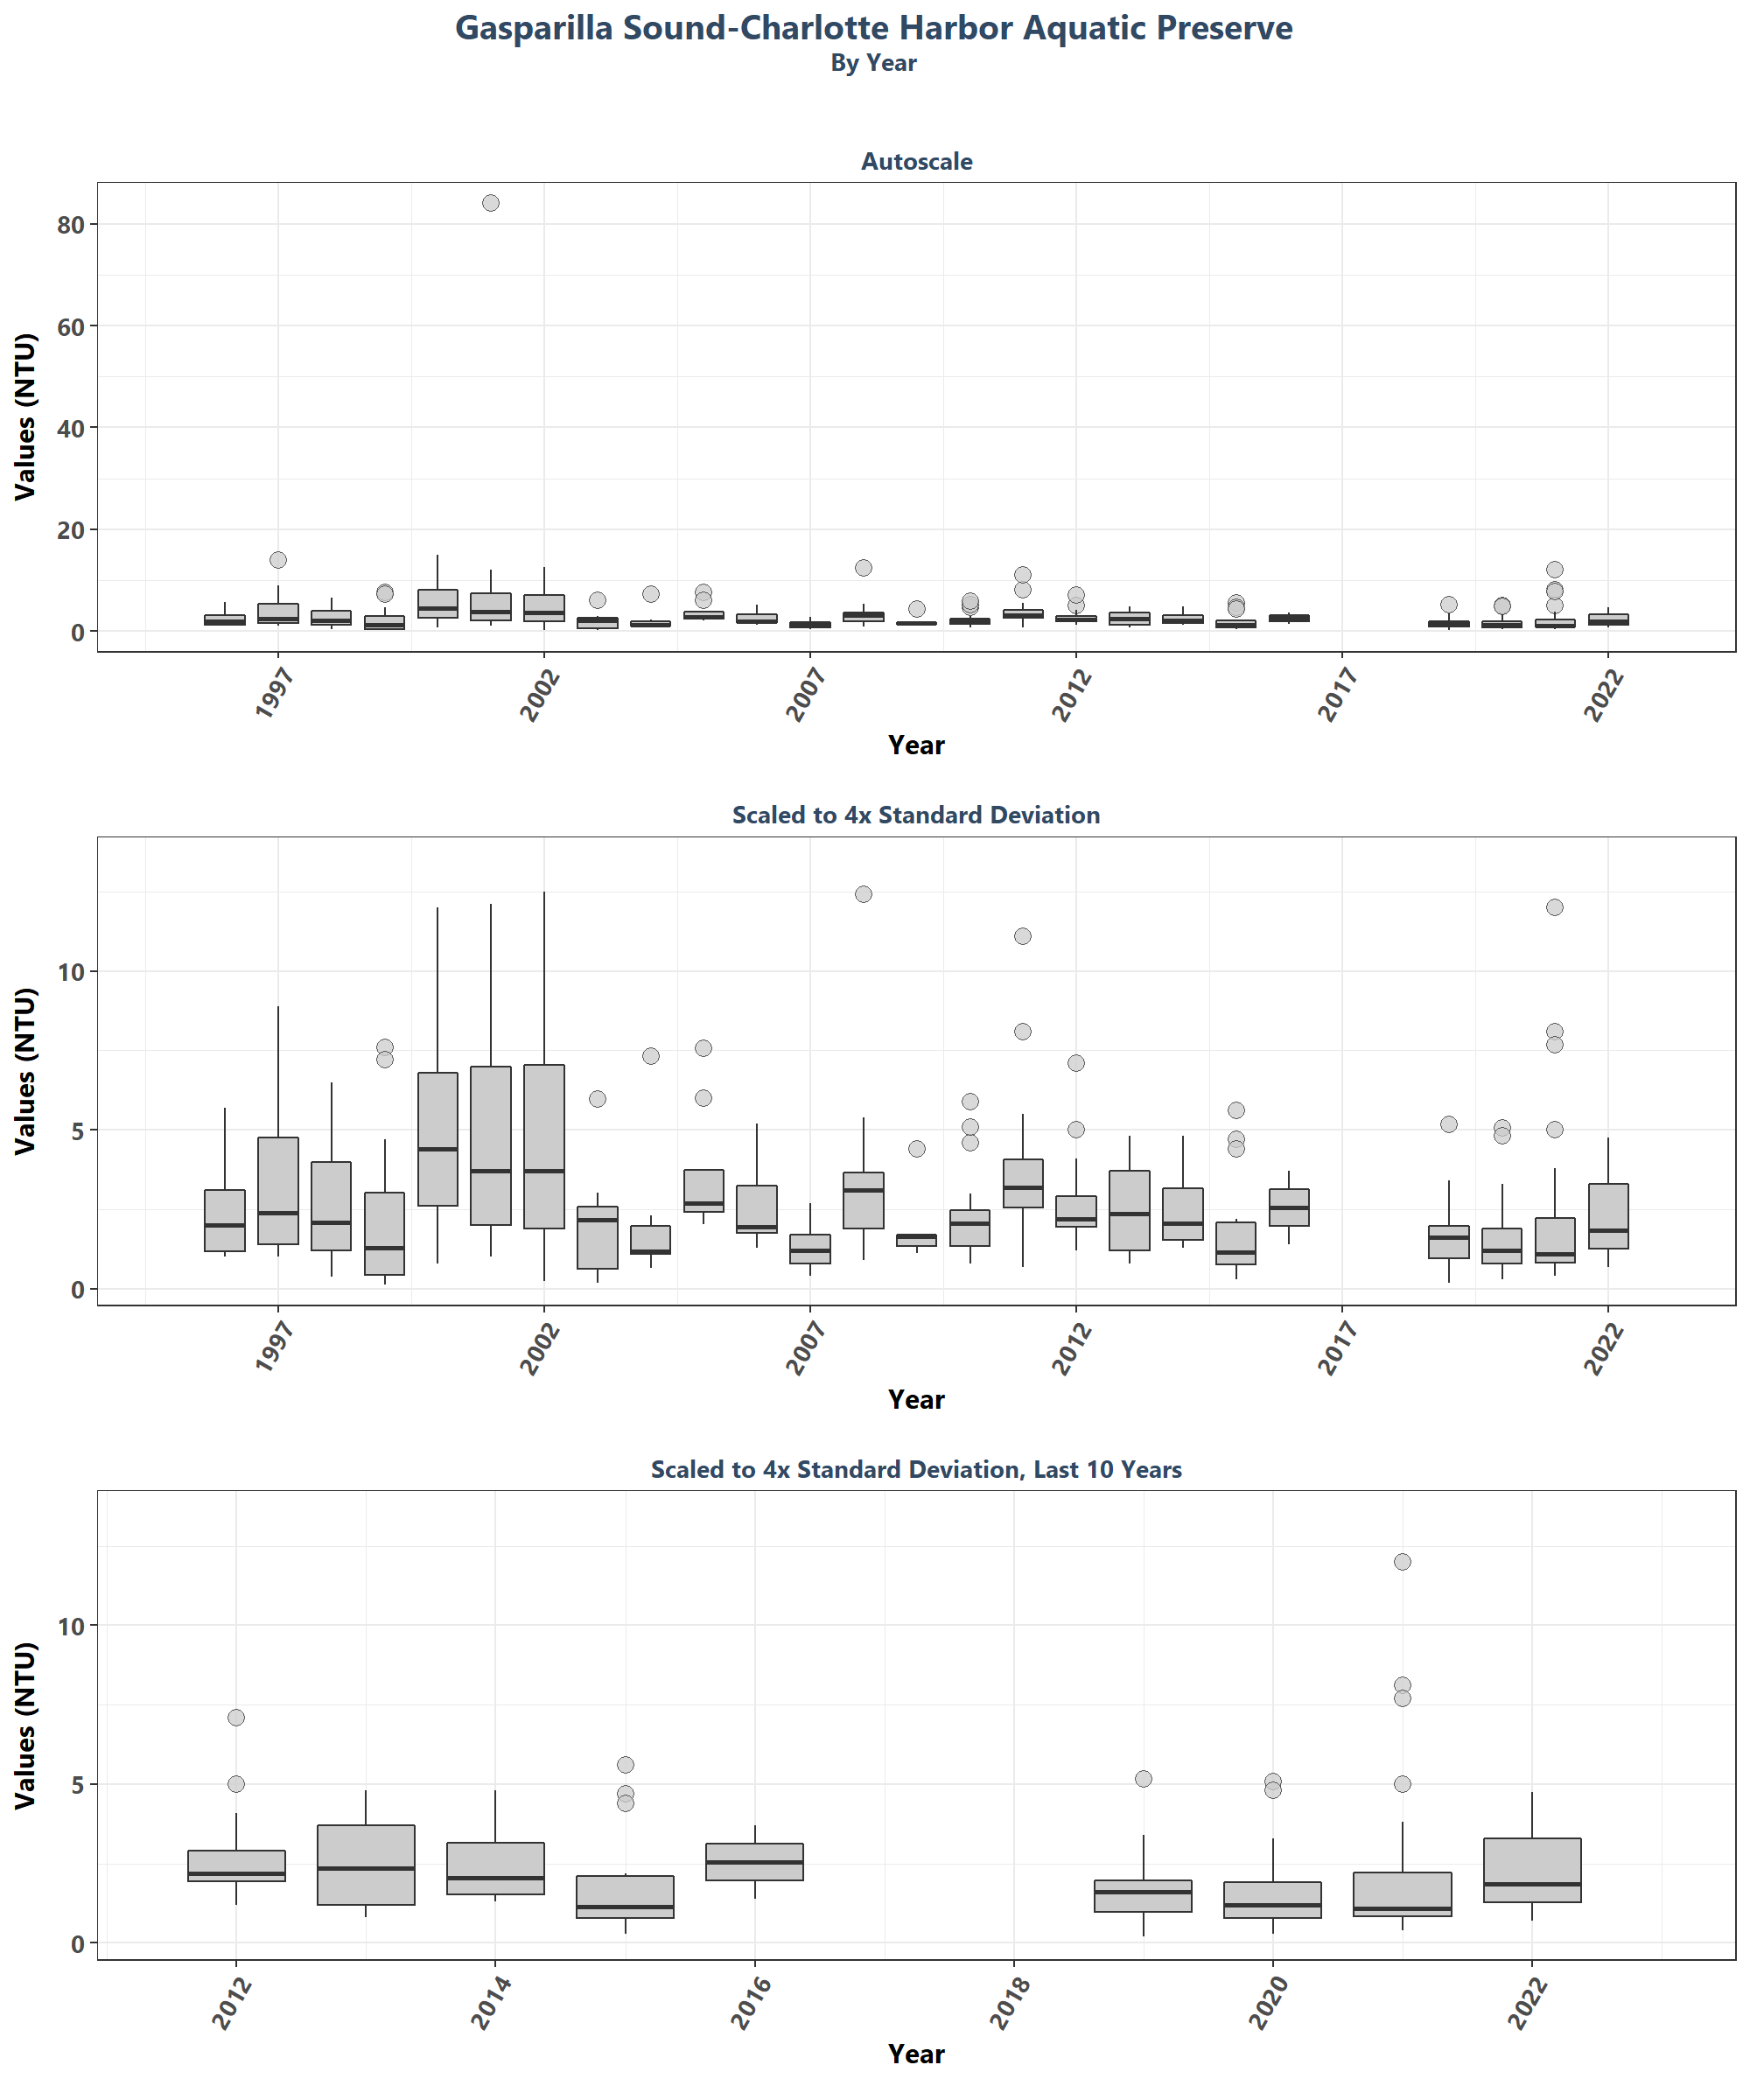 Gasparilla Sound-Charlotte Harbor Aquatic Preserve
By Year
Autoscale
Values (NTU)
80
60
40
20
0
1997 2002 2007 2012 2017 2022
Year
Scaled to 4x Standard Deviation
Values (NTU)
10
5
0
1997 2002 2007 2012 2017 2022
Year
Scaled to 4x Standard Deviation, Last 10 Years
Values (NTU)
10
5
0
2012 2014 2016 2018 2020 2022
Year